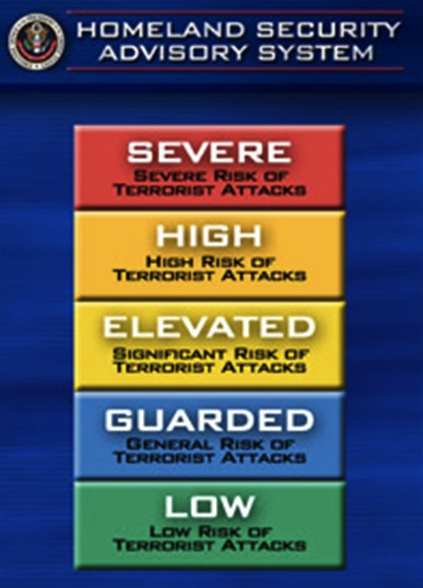 HOMELAND SECURITY
ADVISORY SYSTEM
SEVERE
SEVERE RISK OF
TERRORIST ATTACKS
HIGH
HIGH RISK OF
TERRORIST ATTACKS
ELEVATED
SIGNIFICANT RISK OF
TERRORIST ATTACKS
GUARDED
GENERAL RISK OF
TERRORIST ATTACKS
LOW
LOW RISK OF
TERRORIST ATTACKS